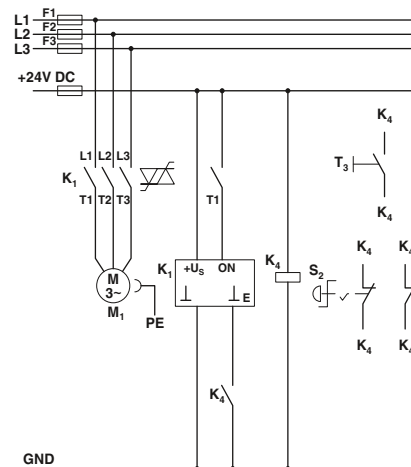 L1 F1
L2 F2
L3 F3
+24V DC
L1 L2 L3
K1
T1 T2 T3
T1
K4
T3
K4
K1 +US ON
E
K4
S2
K4 K4
K4 K4
M
3~
M1
PE
K4
GND